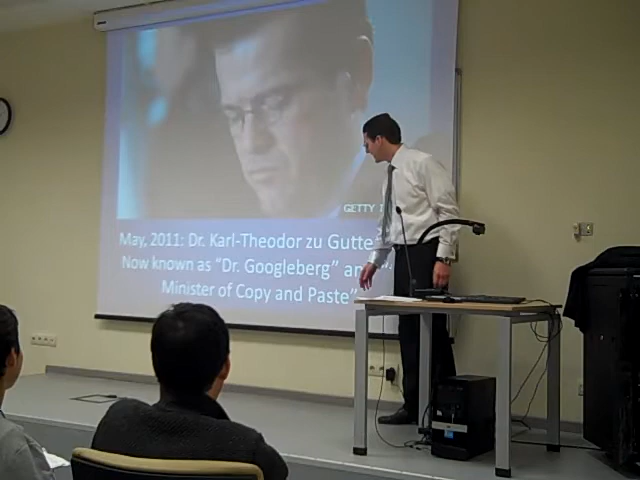 GETTY
May, 2011: Dr. Karl-Theodor zu Gutte
Now known as "Dr. Googleberg" an
Minister of Copy and Paste"